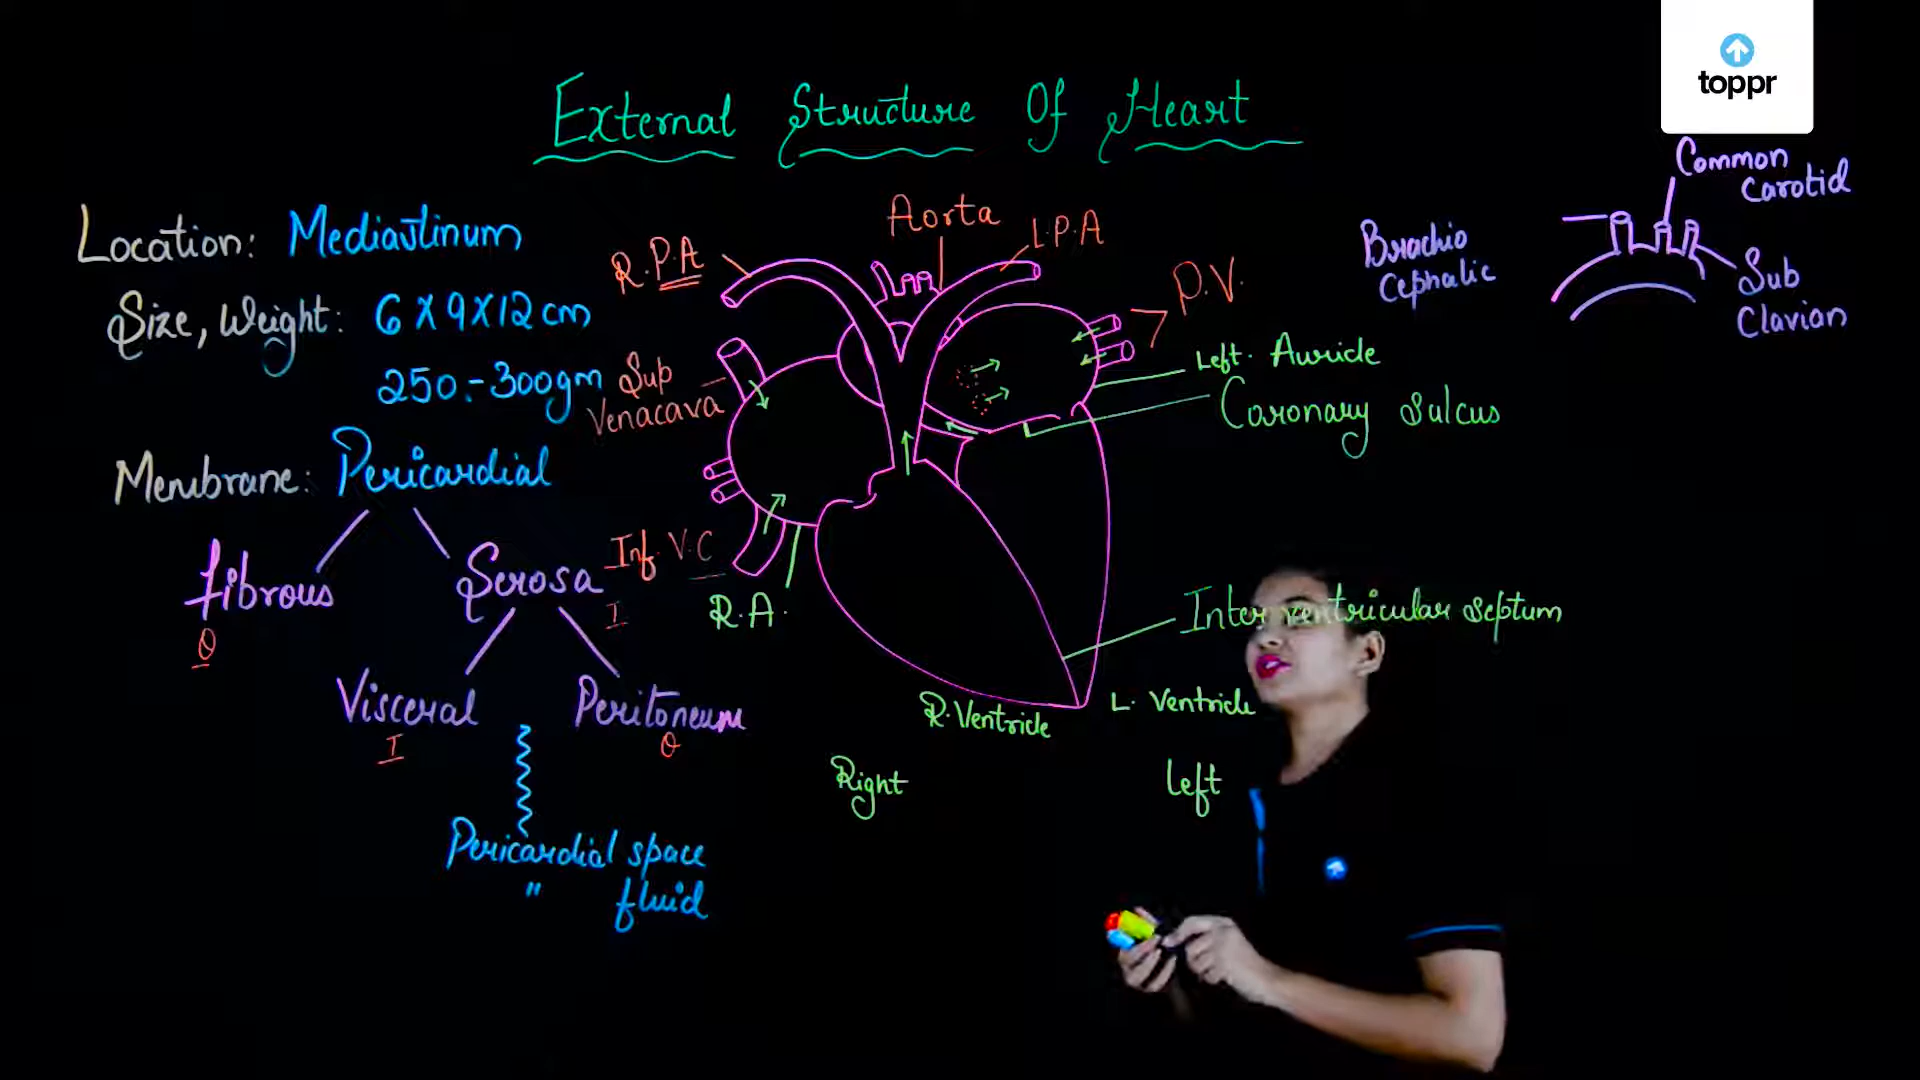 toppr
External Structure Of Heart
Location: Mediastinum
Size, Weight: 6 X 9 X 12 cm
250.-300gm
Membrane: Pericardial
Fibrous
O
Serosa
I
Visceral
I
Peritoneum
O
Pericardial space
" fluid
R.P.A
Aorta
L.P.A
P.V.
Sup
Venacava
Left. Auricle
Coronary Sulcus
Inf. V.C
R.A.
Inter ventricular Septum
R.Ventricle
L. Ventricle
Right
Left
Common
Carotid
Brachio
Cephalic
Sub
Clavian